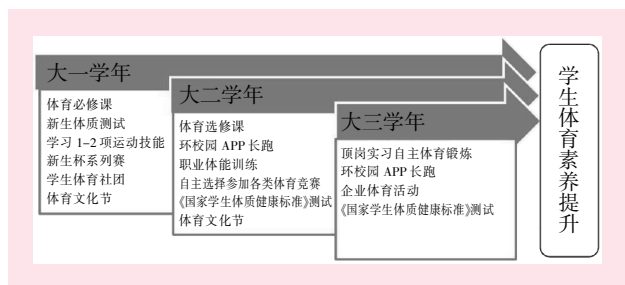 大一学年
体育必修课
新生体质测试
学习 1-2 项运动技能
新生杯系列赛
学生体育社团
体育文化节
大二学年
体育选修课
环校园 APP 长跑
职业体能训练
自主选择参加各类体育竞赛
《国家学生体质健康标准》测试
体育文化节
大三学年
顶岗实习自主体育锻炼
环校园 APP 长跑
企业体育活动
《国家学生体质健康标准》测试
学生体育素养提升